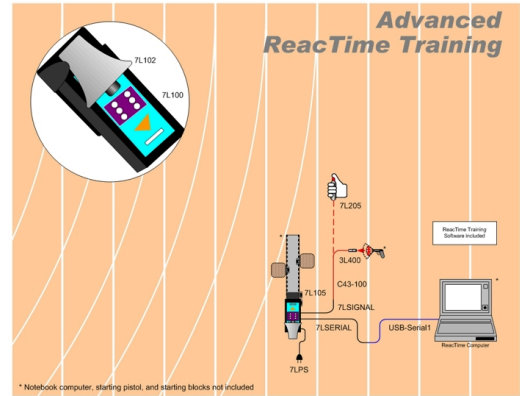 Advanced
ReacTime Training
7L102
7L100
7L205
ReacTime Training
Software included
*
*
3L400
*
C43-100
7L105
7LSIGNAL
7LSERIAL
USB-Serial1
ReacTime Computer
7LPS
* Notebook computer, starting pistol, and starting blocks not included